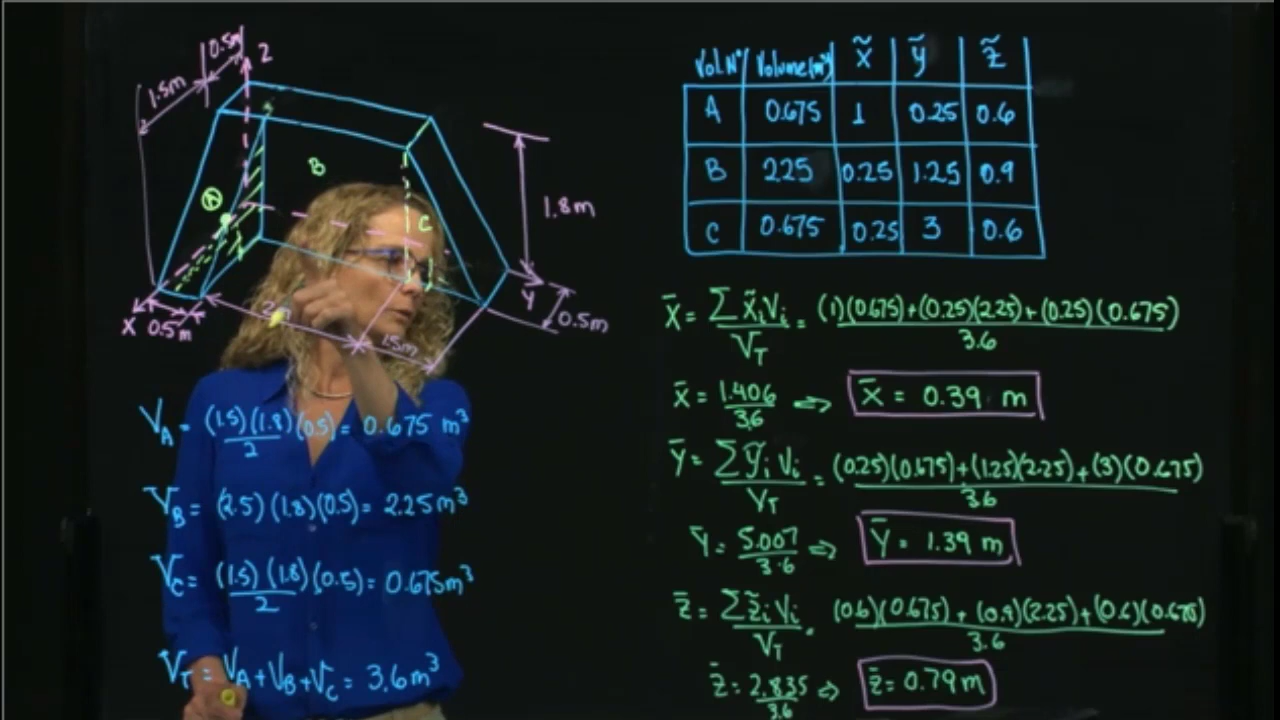 0.5m
Z
1.5m
B
A
C
1.8m
Y
0.5m
X
0.5m
2m
1.5m
V_A = (1.5)(1.8)/2 (0.5) = 0.675 m³
V_B = (2.5)(1.8)(0.5) = 2.25 m³
V_C = (1.5)(1.8)/2 (0.5) = 0.675 m³
V_T = V_A + V_B + V_C = 3.6 m³
Vol.N° Volume(m³) x̃ ỹ z̃
A 0.675 1 0.25 0.6
B 2.25 0.25 1.25 0.9
C 0.675 0.25 3 0.6
x̄ = Σ x̃i Vi / V_T = (1)(0.675)+(0.25)(2.25)+(0.25)(0.675) / 3.6
x̄ = 1.406 / 3.6 ⇒ x̄ = 0.39 m
ȳ = Σ ỹi Vi / V_T = (0.25)(0.675)+(1.25)(2.25)+(3)(0.675) / 3.6
ȳ = 5.007 / 3.6 ⇒ ȳ = 1.39 m
z̄ = Σ z̃i Vi / V_T = (0.6)(0.675) + (0.9)(2.25)+(0.6)(0.675) / 3.6
z̄ = 2.835 / 3.6 ⇒ z̄ = 0.79 m